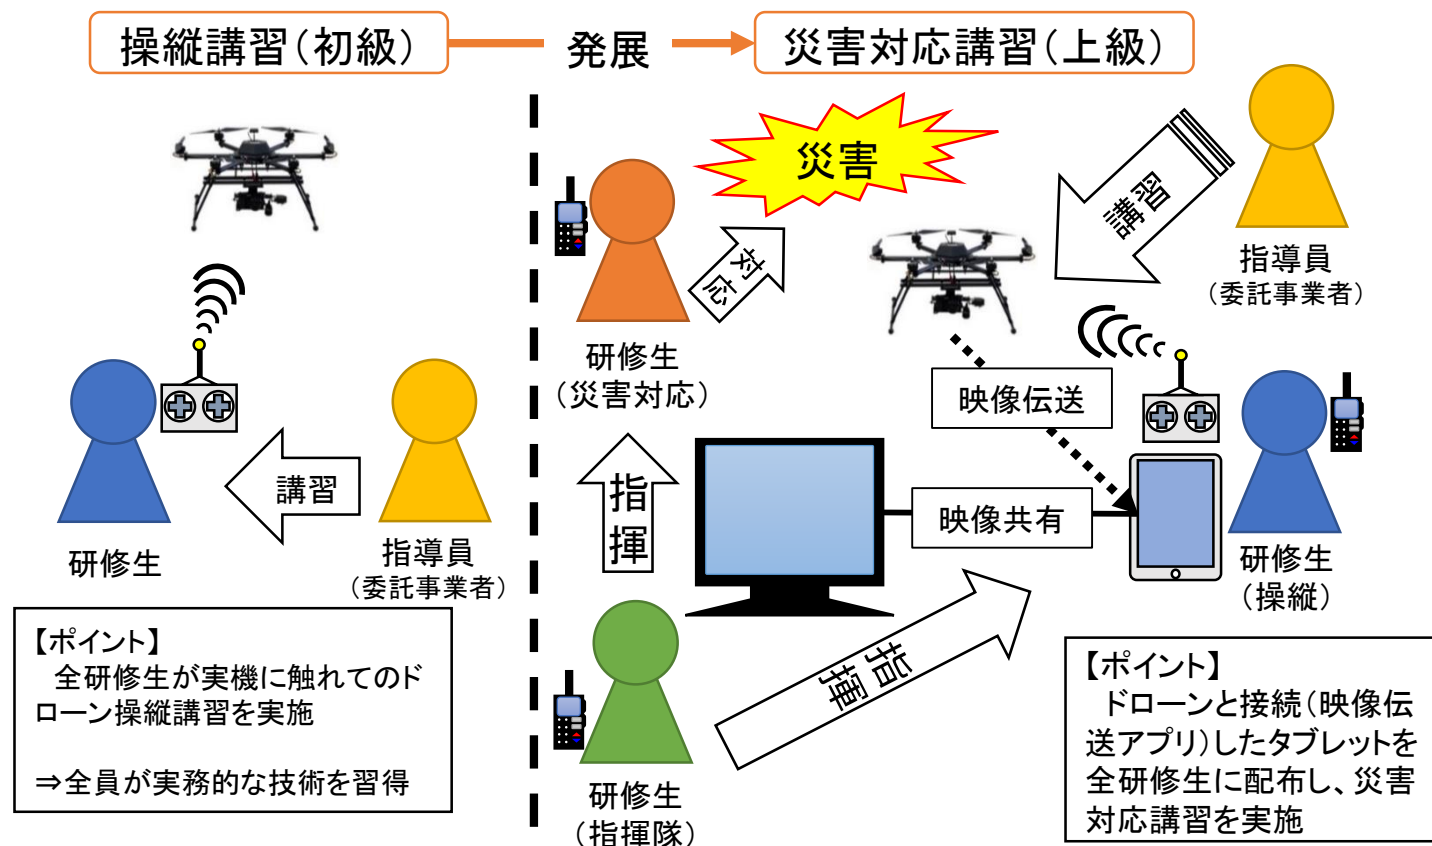 操縦講習（初級）
発展
災害対応講習（上級）
講習
研修生
指導員
（委託事業者）
【ポイント】
全研修生が実機に触れてのド
ローン操縦講習を実施
⇒全員が実務的な技術を習得
災害
対応
研修生
（災害対応）
講習
指導員
（委託事業者）
映像伝送
指揮
映像共有
研修生
（操縦）
指揮
研修生
（指揮隊）
【ポイント】
ドローンと接続（映像伝
送アプリ）したタブレットを
全研修生に配布し、災害
対応講習を実施